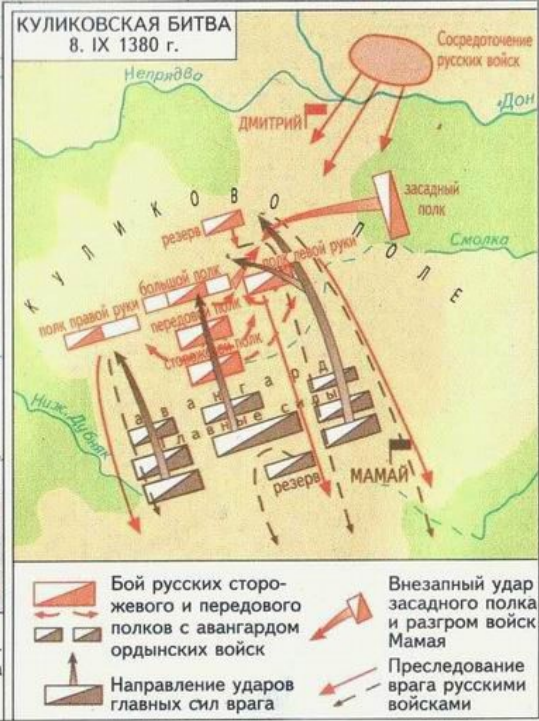 КУЛИКОВСКАЯ БИТВА
8. IX 1380 г.
Сосредоточение
русских войск
Непрядва
Дон
ДМИТРИЙ
засадный
полк
КУЛИКОВО ПОЛЕ
резерв
Смолка
полк левой руки
большой полк
полк правой руки
передовой полк
сторожевой полк
авангард
главные силы
Ниж. Дубняк
резерв
МАМАЙ
Бой русских сторо-
жевого и передового
полков с авангардом
ордынских войск
Направление ударов
главных сил врага
Внезапный удар
засадного полка
и разгром войск
Мамая
Преследование
врага русскими
войсками